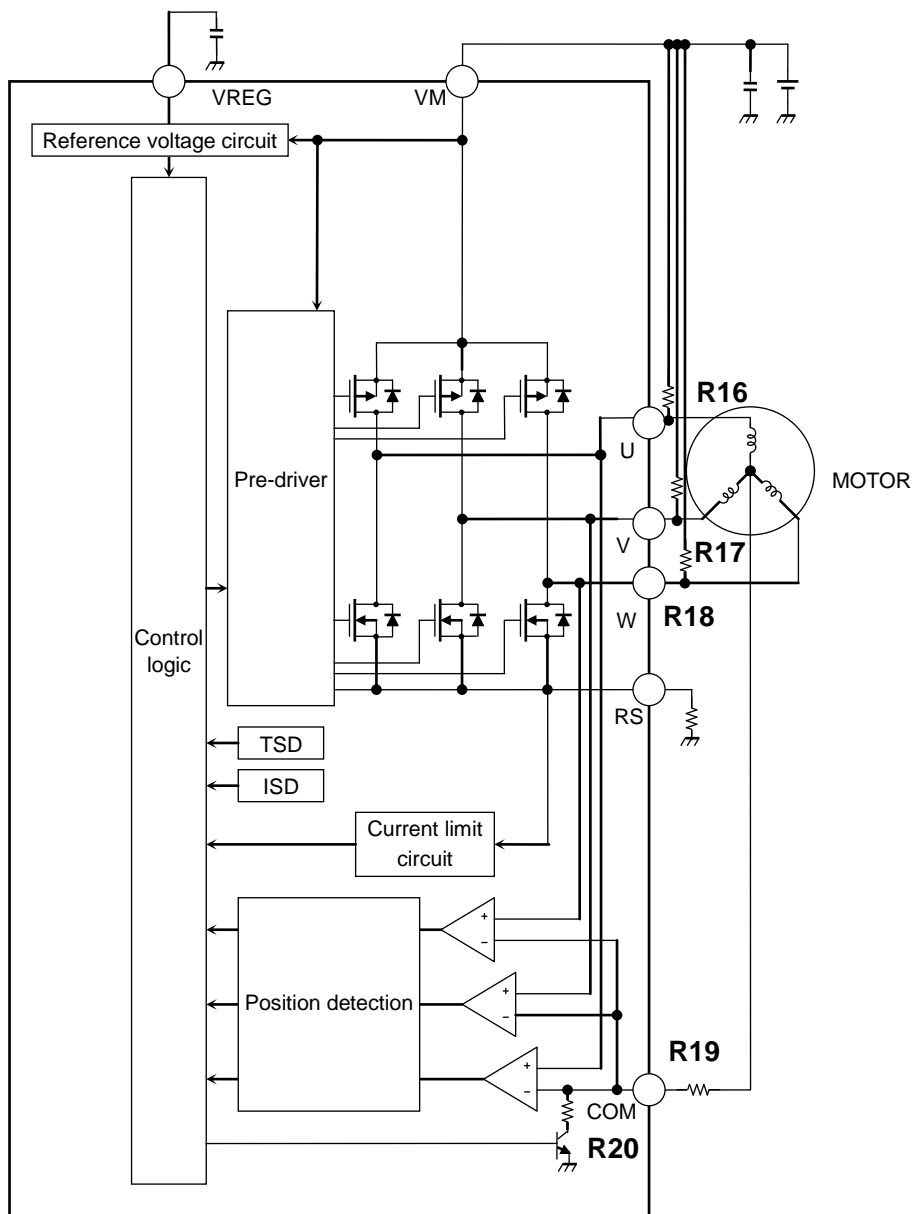 VREG
VM
Reference voltage circuit
R16
U
Pre-driver
MOTOR
V
R17
W
R18
Control
logic
RS
TSD
ISD
Current limit
circuit
+
−
+
Position detection
−
R19
+
−
COM
R20